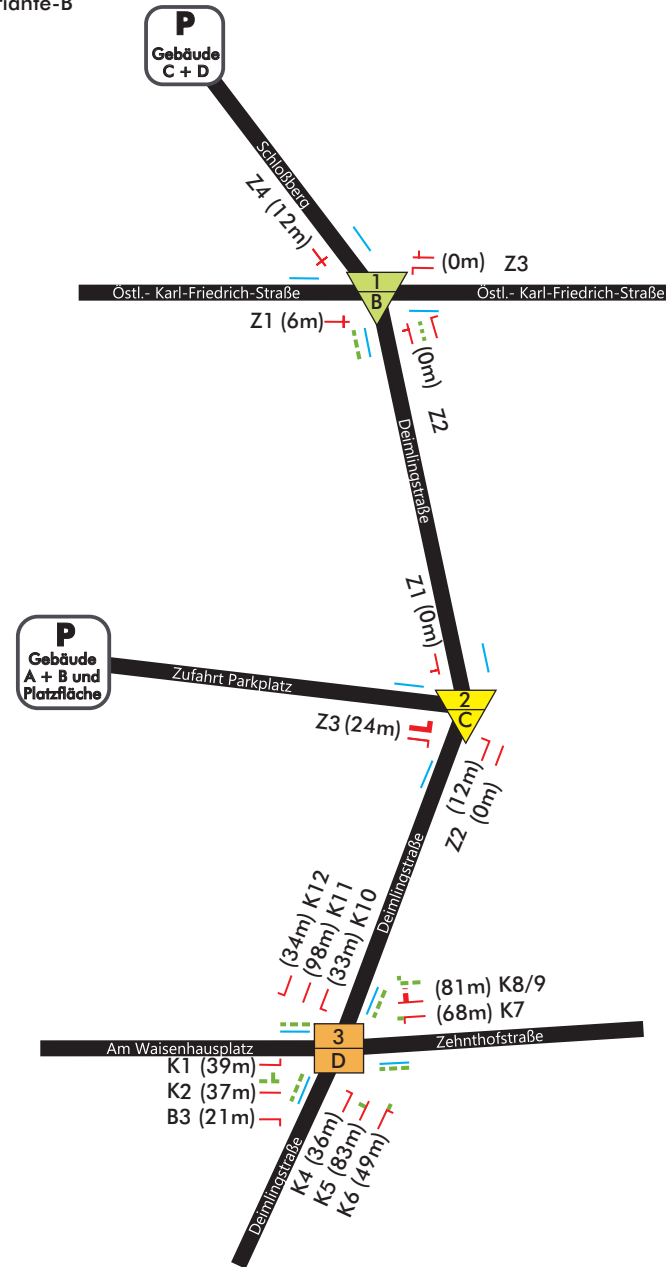 P
Gebäude
C + D
Schloßberg
Z4 (12m)
(0m) Z3
1
B
Östl.- Karl-Friedrich-Straße
Östl.- Karl-Friedrich-Straße
Z1 (6m)
(0m) Z2
Deimlingstraße
Z1 (0m)
P
Gebäude
A + B und
Platzfläche
Zufahrt Parkplatz
2
C
Z3 (24m)
Z2 (12m)
(0m)
Deimlingstraße
(34m) K12
(98m) K11
(33m) K10
(81m) K8/9
(68m) K7
3
D
Am Waisenhausplatz
Zehnthofstraße
K1 (39m)
K2 (37m)
B3 (21m)
K4 (36m)
K5 (83m)
K6 (49m)
Deimlingstraße